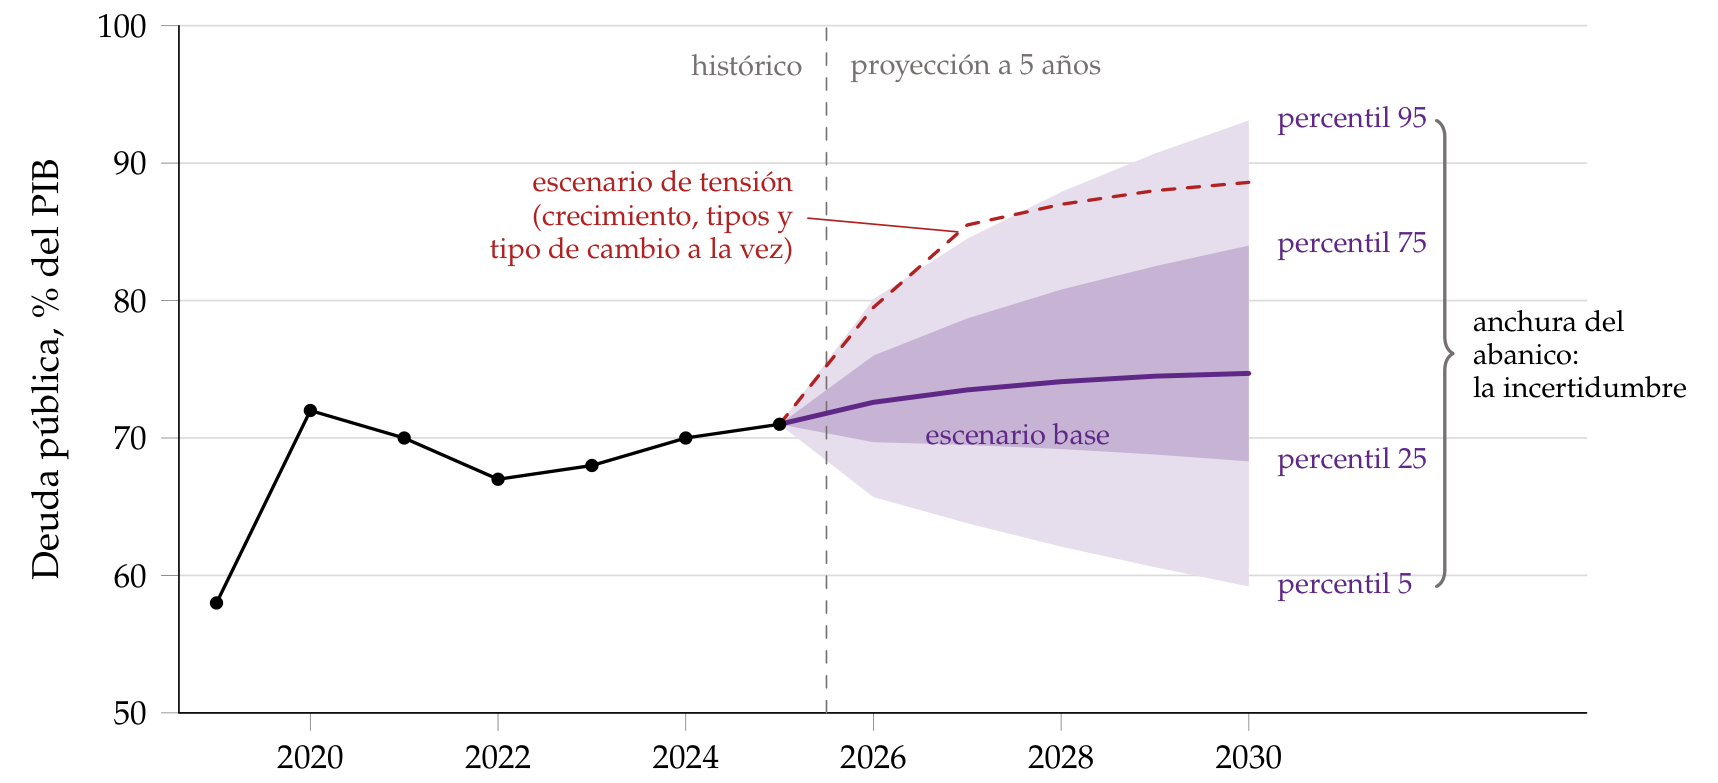 Deuda pública, % del PIB
100
90
80
70
60
50
histórico
proyección a 5 años
escenario de tensión
(crecimiento, tipos y
tipo de cambio a la vez)
escenario base
percentil 95
percentil 75
percentil 25
percentil 5
anchura del
abanico:
la incertidumbre
2020
2022
2024
2026
2028
2030